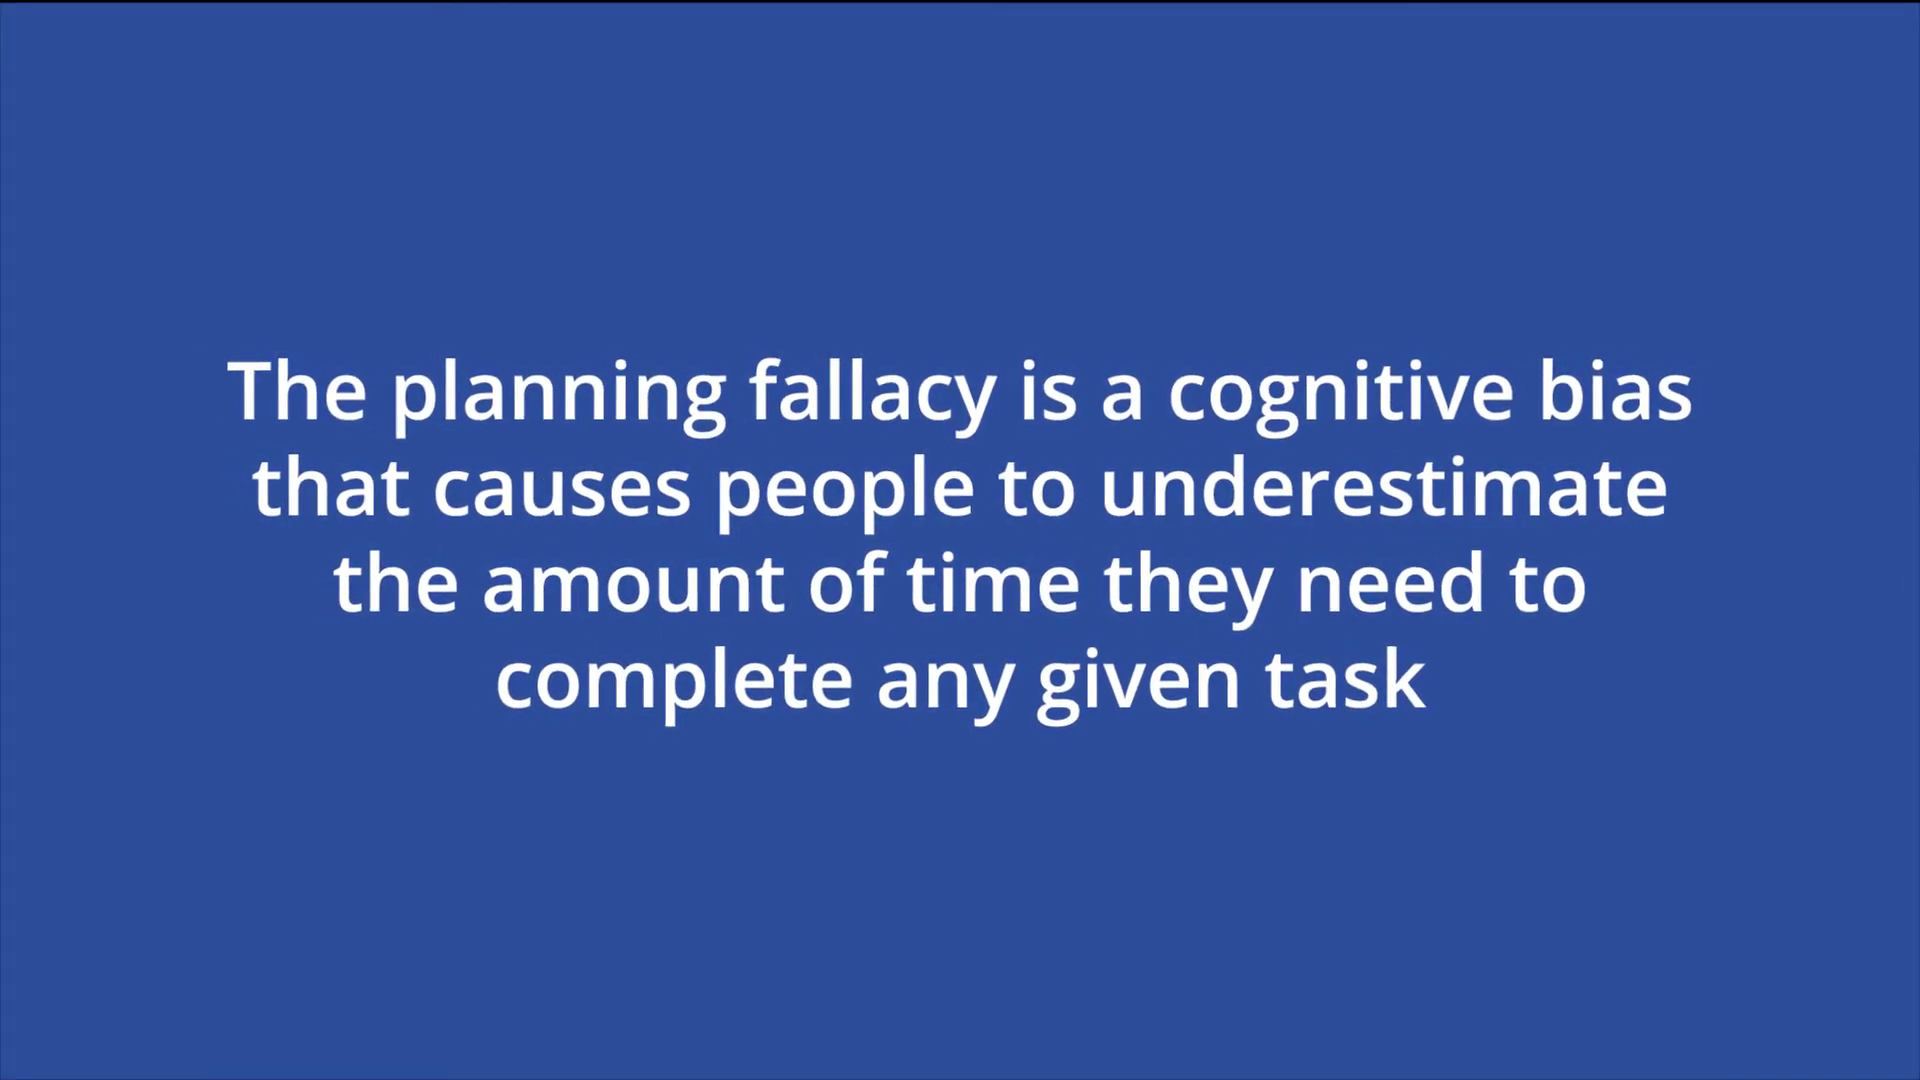 The planning fallacy is a cognitive bias
that causes people to underestimate
the amount of time they need to
complete any given task